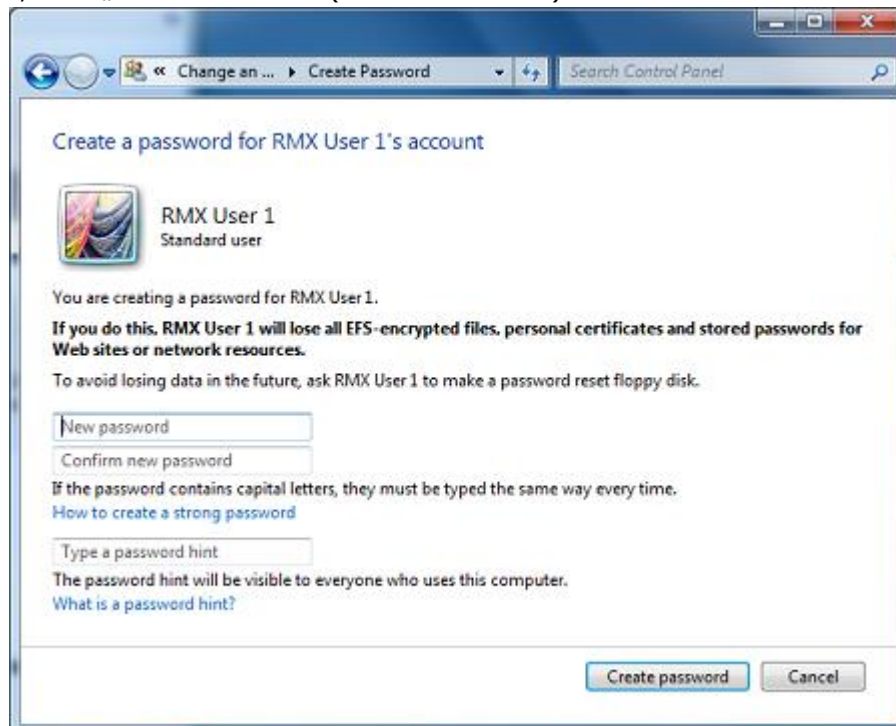 « Change an ... ▸ Create Password
Search Control Panel
Create a password for RMX User 1's account
RMX User 1
Standard user
You are creating a password for RMX User 1.
If you do this, RMX User 1 will lose all EFS-encrypted files, personal certificates and stored passwords for
Web sites or network resources.
To avoid losing data in the future, ask RMX User 1 to make a password reset floppy disk.
New password
Confirm new password
If the password contains capital letters, they must be typed the same way every time.
How to create a strong password
Type a password hint
The password hint will be visible to everyone who uses this computer.
What is a password hint?
Create password
Cancel